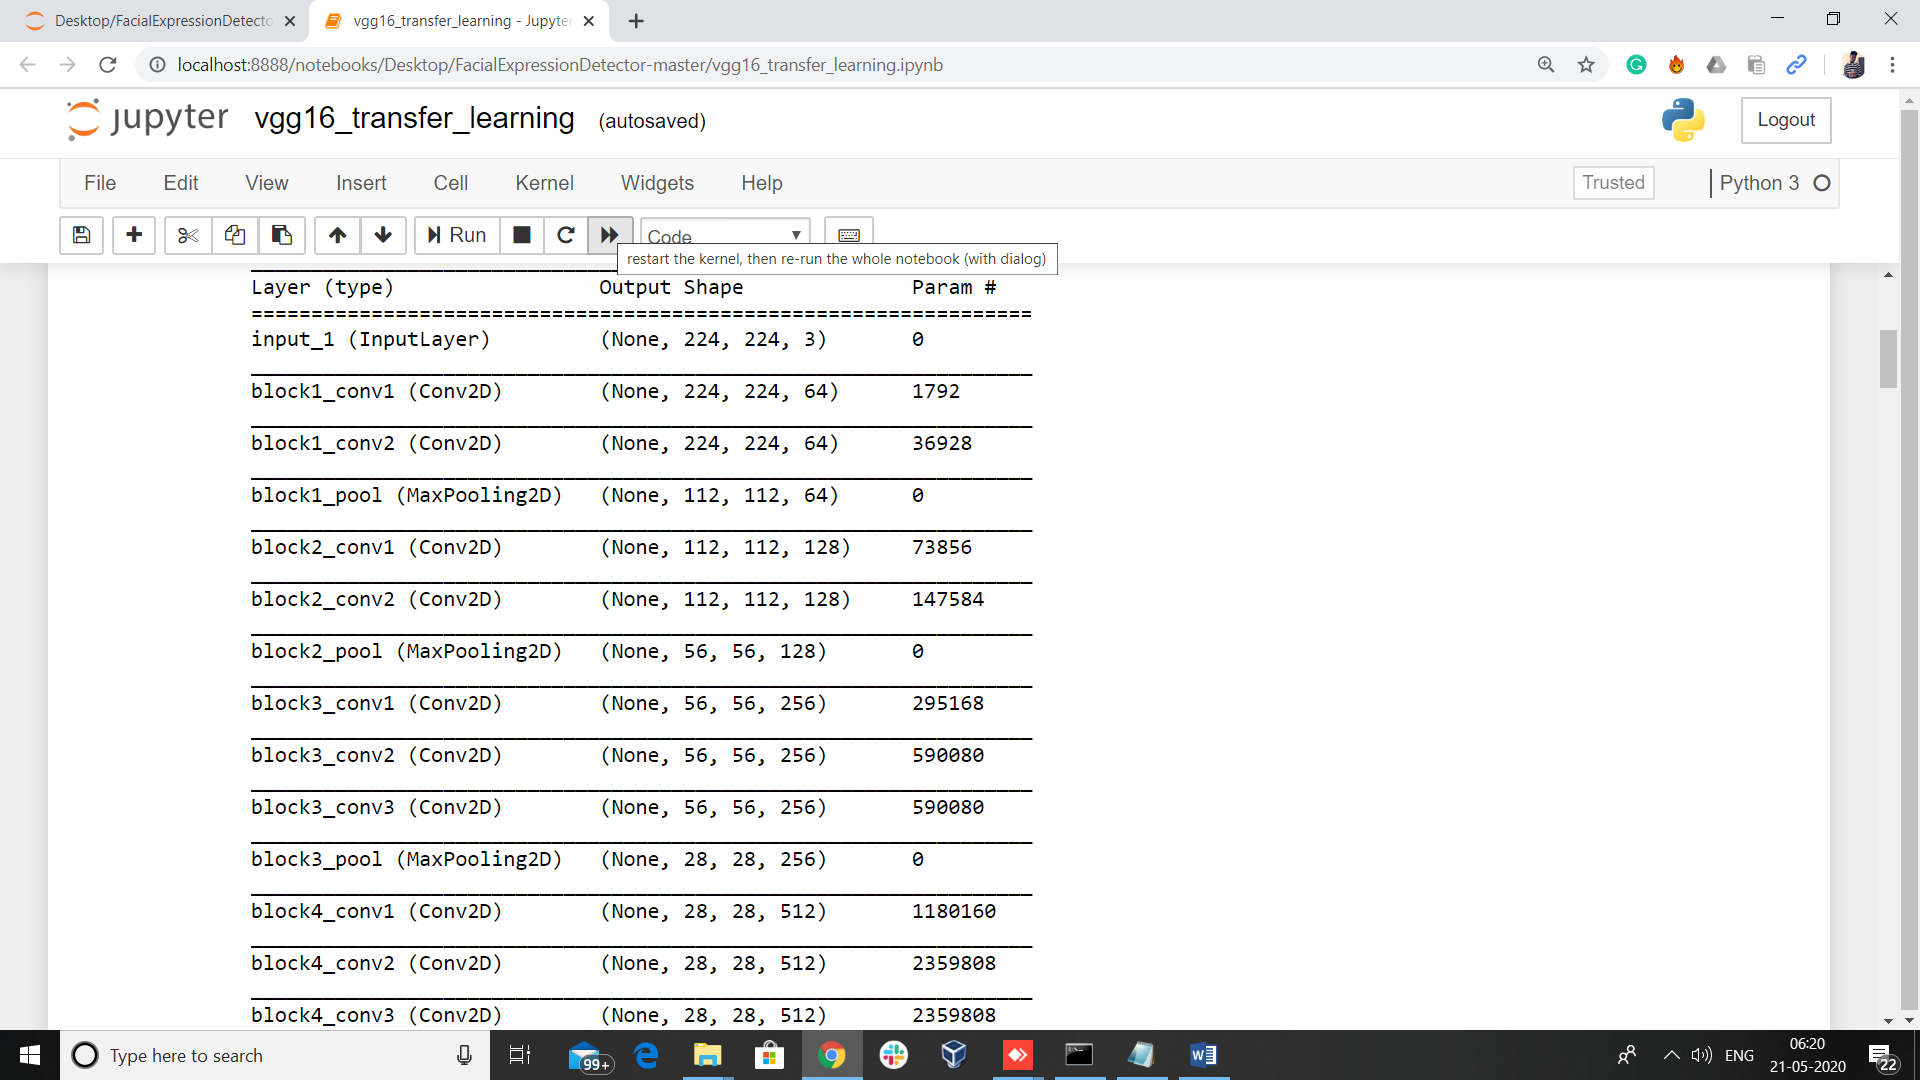 Desktop/FacialExpressionDetecto
vgg16_transfer_learning - Jupyte
localhost:8888/notebooks/Desktop/FacialExpressionDetector-master/vgg16_transfer_learning.ipynb
jupyter vgg16_transfer_learning (autosaved)
Logout
File Edit View Insert Cell Kernel Widgets Help
Trusted
Python 3
Run
Code
restart the kernel, then re-run the whole notebook (with dialog)
Layer (type) Output Shape Param #
=================================================================
input_1 (InputLayer) (None, 224, 224, 3) 0
block1_conv1 (Conv2D) (None, 224, 224, 64) 1792
block1_conv2 (Conv2D) (None, 224, 224, 64) 36928
block1_pool (MaxPooling2D) (None, 112, 112, 64) 0
block2_conv1 (Conv2D) (None, 112, 112, 128) 73856
block2_conv2 (Conv2D) (None, 112, 112, 128) 147584
block2_pool (MaxPooling2D) (None, 56, 56, 128) 0
block3_conv1 (Conv2D) (None, 56, 56, 256) 295168
block3_conv2 (Conv2D) (None, 56, 56, 256) 590080
block3_conv3 (Conv2D) (None, 56, 56, 256) 590080
block3_pool (MaxPooling2D) (None, 28, 28, 256) 0
block4_conv1 (Conv2D) (None, 28, 28, 512) 1180160
block4_conv2 (Conv2D) (None, 28, 28, 512) 2359808
block4_conv3 (Conv2D) (None, 28, 28, 512) 2359808
Type here to search
99+
ENG
06:20
21-05-2020
22